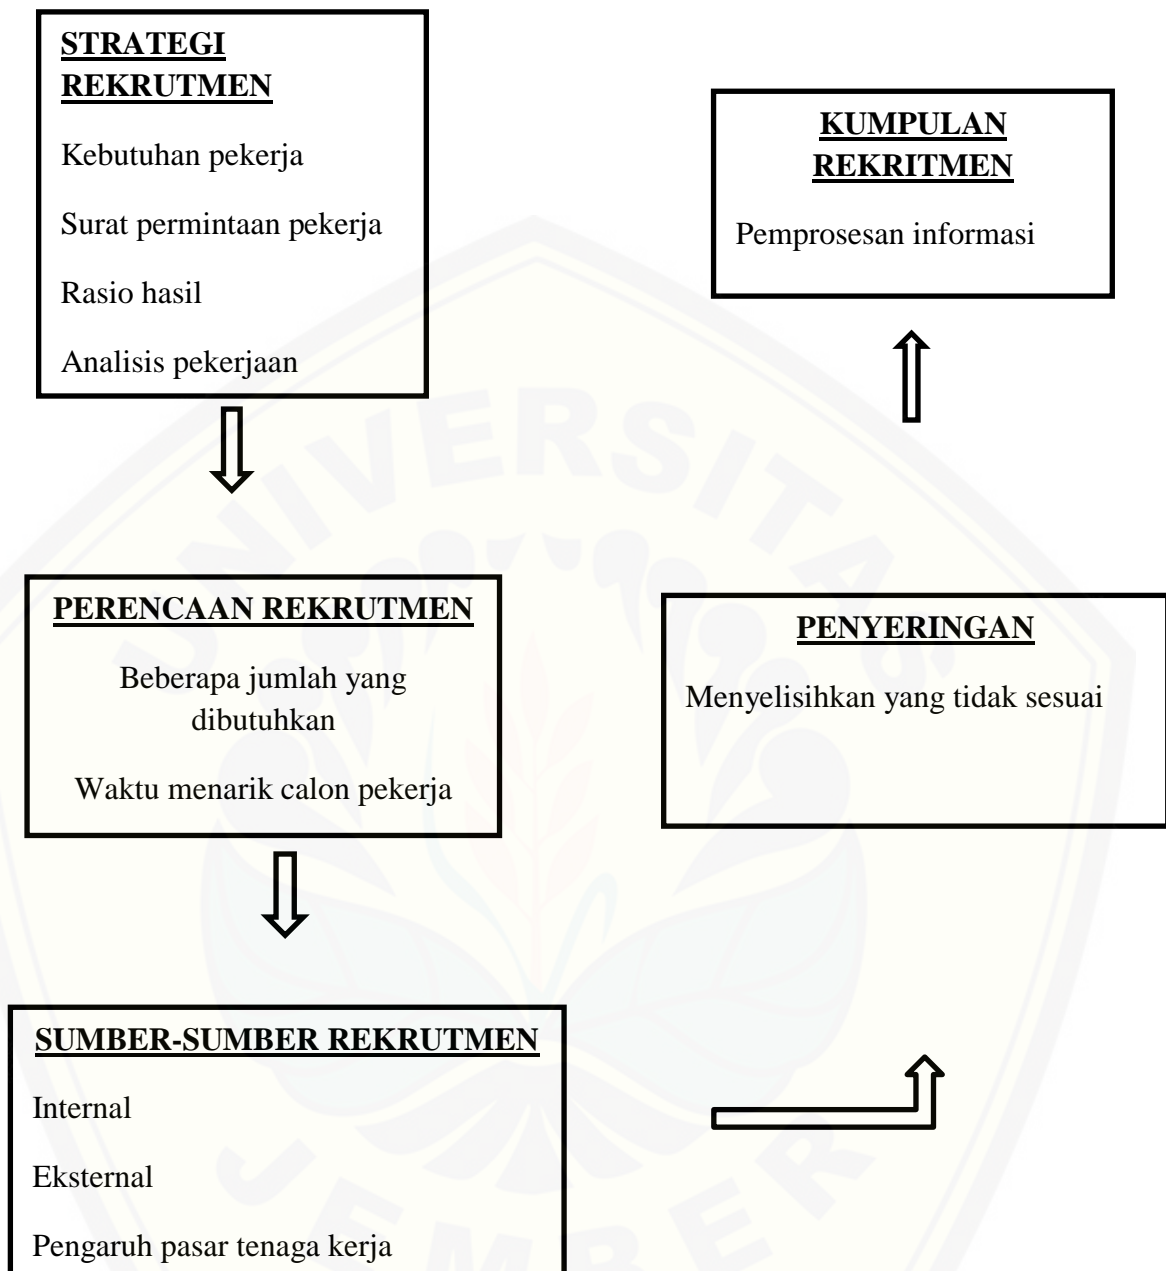 STRATEGI
REKRUTMEN
Kebutuhan pekerja
Surat permintaan pekerja
Rasio hasil
Analisis pekerjaan
PERENCAAN REKRUTMEN
Beberapa jumlah yang
dibutuhkan
Waktu menarik calon pekerja
SUMBER-SUMBER REKRUTMEN
Internal
Eksternal
Pengaruh pasar tenaga kerja
PENYERINGAN
Menyelisihkan yang tidak sesuai
KUMPULAN
REKRITMEN
Pemprosesan informasi
UNIVERSITAS
JEMBER